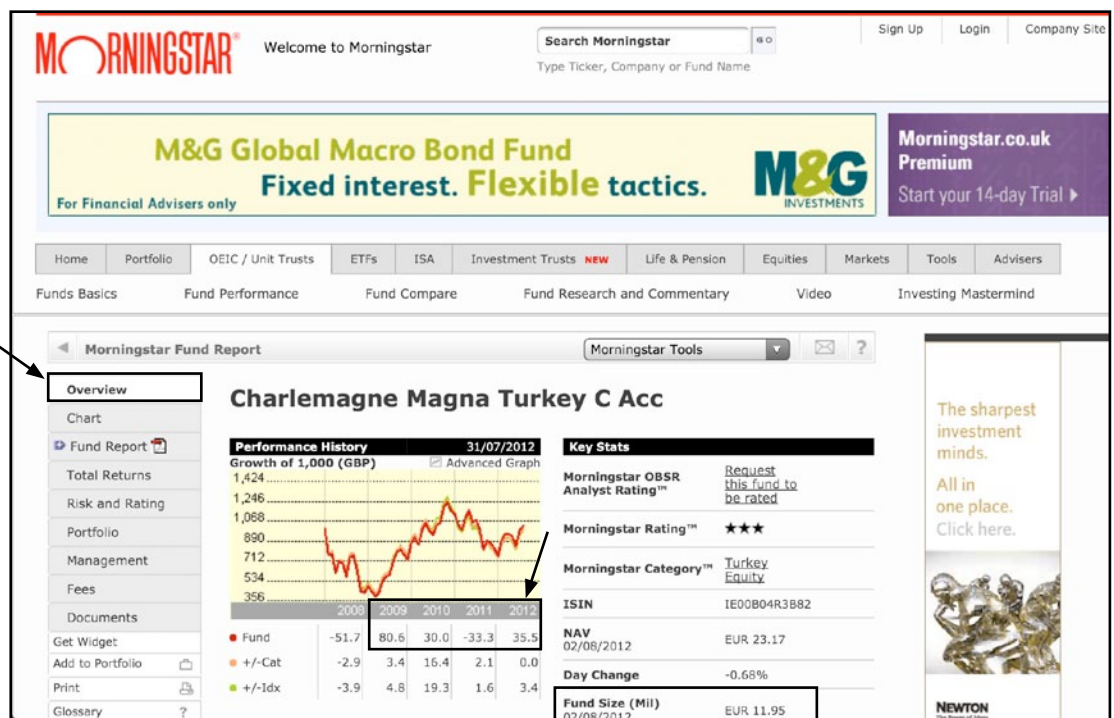 MORNINGSTAR® Welcome to Morningstar
Search Morningstar GO
Type Ticker, Company or Fund Name
Sign Up Login Company Site
M&G Global Macro Bond Fund
Fixed interest. Flexible tactics.
For Financial Advisers only
M&G
INVESTMENTS
Morningstar.co.uk
Premium
Start your 14-day Trial
Home Portfolio OEIC / Unit Trusts ETFs ISA Investment Trusts NEW Life & Pension Equities Markets Tools Advisers
Funds Basics Fund Performance Fund Compare Fund Research and Commentary Video Investing Mastermind
Morningstar Fund Report
Morningstar Tools ?
Overview
Chart
Fund Report
Total Returns
Risk and Rating
Portfolio
Management
Fees
Documents
Get Widget
Add to Portfolio
Print
Glossary ?
Charlemagne Magna Turkey C Acc
Performance History 31/07/2012
Growth of 1,000 (GBP) Advanced Graph
1,424
1,246
1,068
890
712
534
356
2008 2009 2010 2011 2012
Fund -51.7 80.6 30.0 -33.3 35.5
+/-Cat -2.9 3.4 16.4 2.1 0.0
+/-Idx -3.9 4.8 19.3 1.6 3.4
Key Stats
Morningstar OBSR Request
Analyst Rating™ this fund to
be rated
Morningstar Rating™ ★★★
Morningstar Category™ Turkey
Equity
ISIN IE00B04R3B82
NAV
02/08/2012 EUR 23.17
Day Change -0.68%
Fund Size (Mil)
02/08/2012 EUR 11.95
The sharpest
investment
minds.
All in
one place.
Click here.
NEWTON